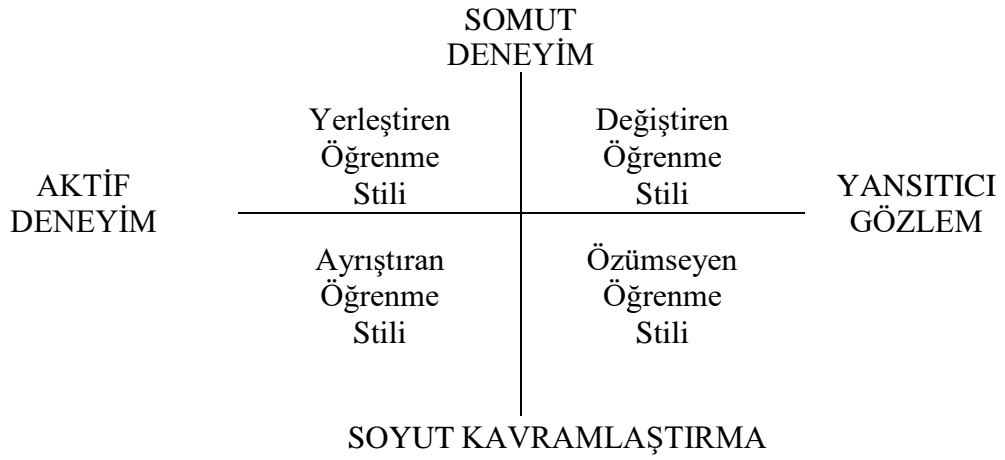 SOMUT
DENEYİM
Yerleştiren
Öğrenme
Stili
Değiştiren
Öğrenme
Stili
AKTİF
DENEYİM
YANSITICI
GÖZLEM
Ayrıştıran
Öğrenme
Stili
Özümseyen
Öğrenme
Stili
SOYUT KAVRAMLAŞTIRMA